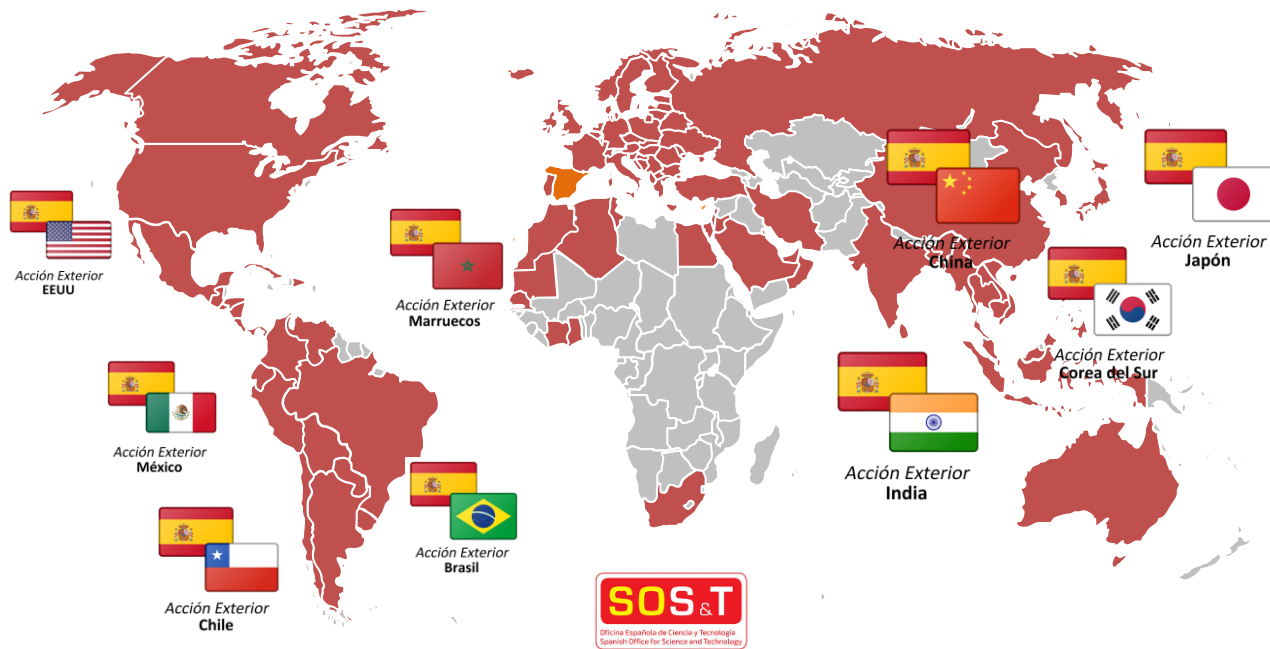 Acción Exterior
EEUU
Acción Exterior
Marruecos
Acción Exterior
China
Acción Exterior
Japón
Acción Exterior
Corea del Sur
Acción Exterior
México
Acción Exterior
India
Acción Exterior
Brasil
Acción Exterior
Chile
SOS&T
Oficina Española de Ciencia y Tecnología
Spanish Office for Science and Technology